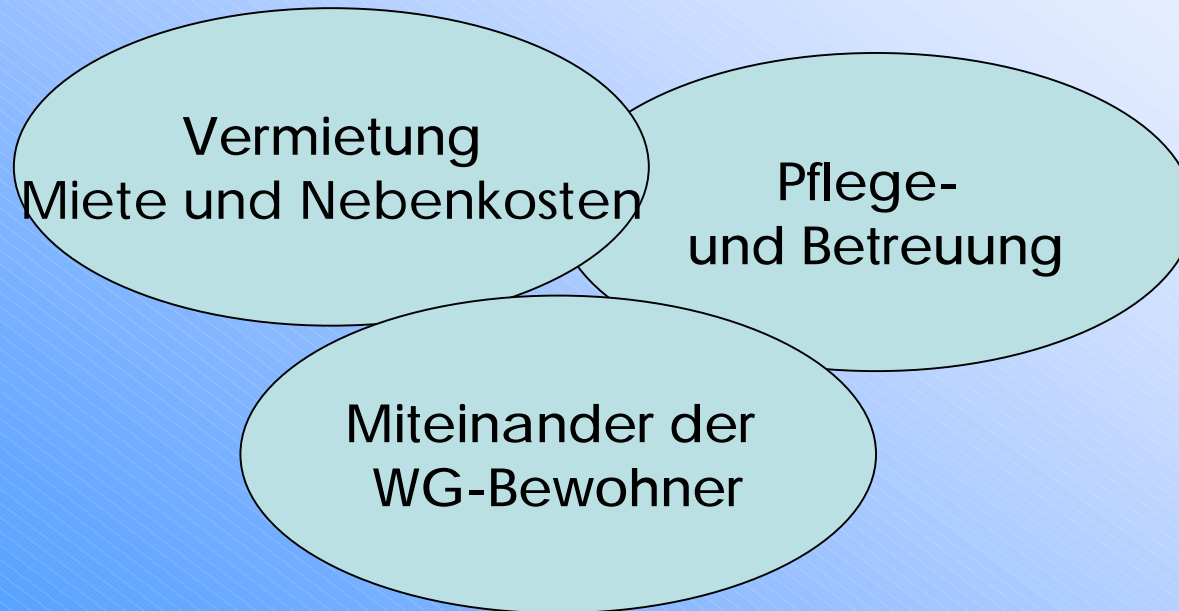 Vermietung
Miete und Nebenkosten
Pflege-
und Betreuung
Miteinander der
WG-Bewohner